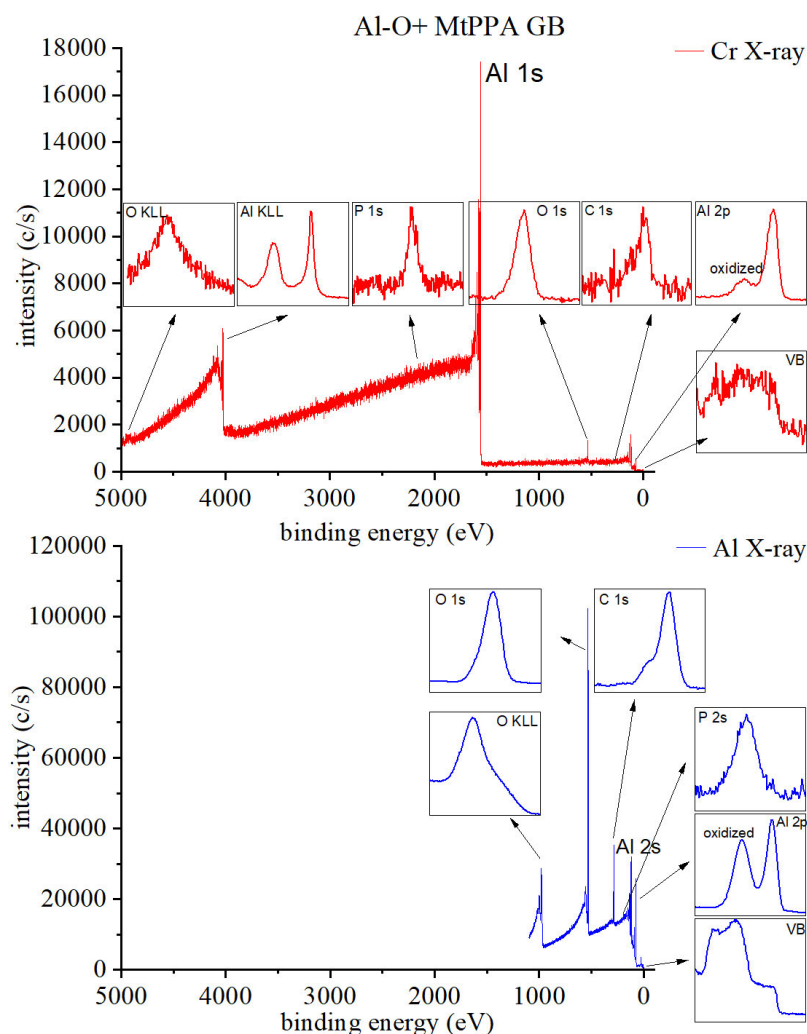 Al-O+ MtPPA GB
Cr X-ray
18000
16000
14000
12000
10000
8000
6000
4000
2000
0
intensity (c/s)
Al 1s
O KLL
Al KLL
P 1s
O 1s
C 1s
Al 2p
oxidized
VB
5000 4000 3000 2000 1000 0
binding energy (eV)
Al X-ray
120000
100000
80000
60000
40000
20000
0
intensity (c/s)
O 1s
C 1s
O KLL
P 2s
Al 2s
oxidized
Al 2p
VB
5000 4000 3000 2000 1000 0
binding energy (eV)